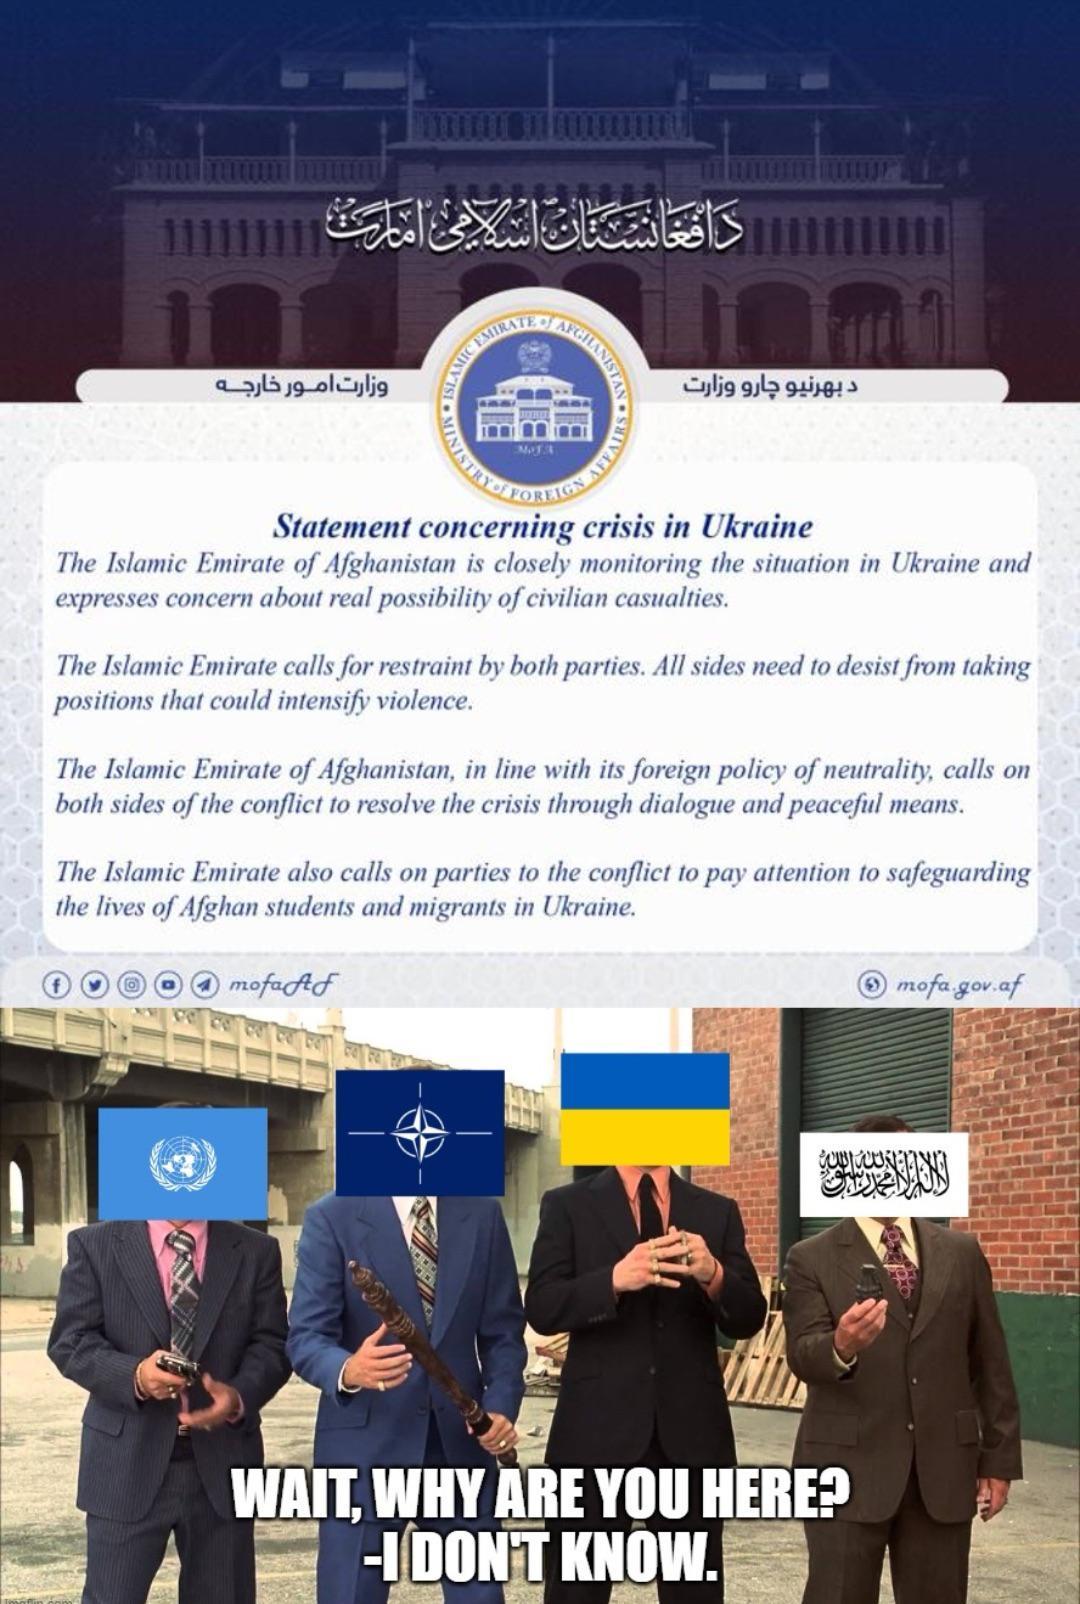 د افغانستان اسلامي امارت
وزارت امور خارجه
د بهرنیو چارو وزارت
ISLAMIC EMIRATE of AFGHANISTAN
MINISTRY of FOREIGN AFFAIRS
MoFA
Statement concerning crisis in Ukraine
The Islamic Emirate of Afghanistan is closely monitoring the situation in Ukraine and
expresses concern about real possibility of civilian casualties.
The Islamic Emirate calls for restraint by both parties. All sides need to desist from taking
positions that could intensify violence.
The Islamic Emirate of Afghanistan, in line with its foreign policy of neutrality, calls on
both sides of the conflict to resolve the crisis through dialogue and peaceful means.
The Islamic Emirate also calls on parties to the conflict to pay attention to safeguarding
the lives of Afghan students and migrants in Ukraine.
mofaAf
mofa.gov.af
لا إله إلا الله محمد رسول الله
WAIT, WHY ARE YOU HERE?
-I DON'T KNOW.
imgflip.com